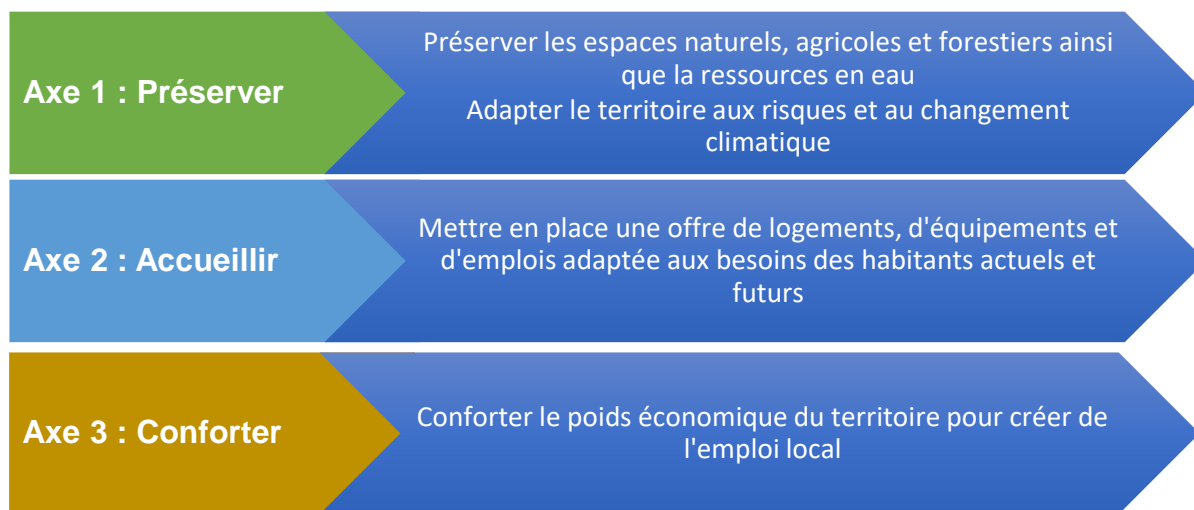 Axe 1 : Préserver
Préserver les espaces naturels, agricoles et forestiers ainsi
que la ressources en eau
Adapter le territoire aux risques et au changement
climatique
Axe 2 : Accueillir
Mettre en place une offre de logements, d'équipements et
d'emplois adaptée aux besoins des habitants actuels et
futurs
Axe 3 : Conforter
Conforter le poids économique du territoire pour créer de
l'emploi local